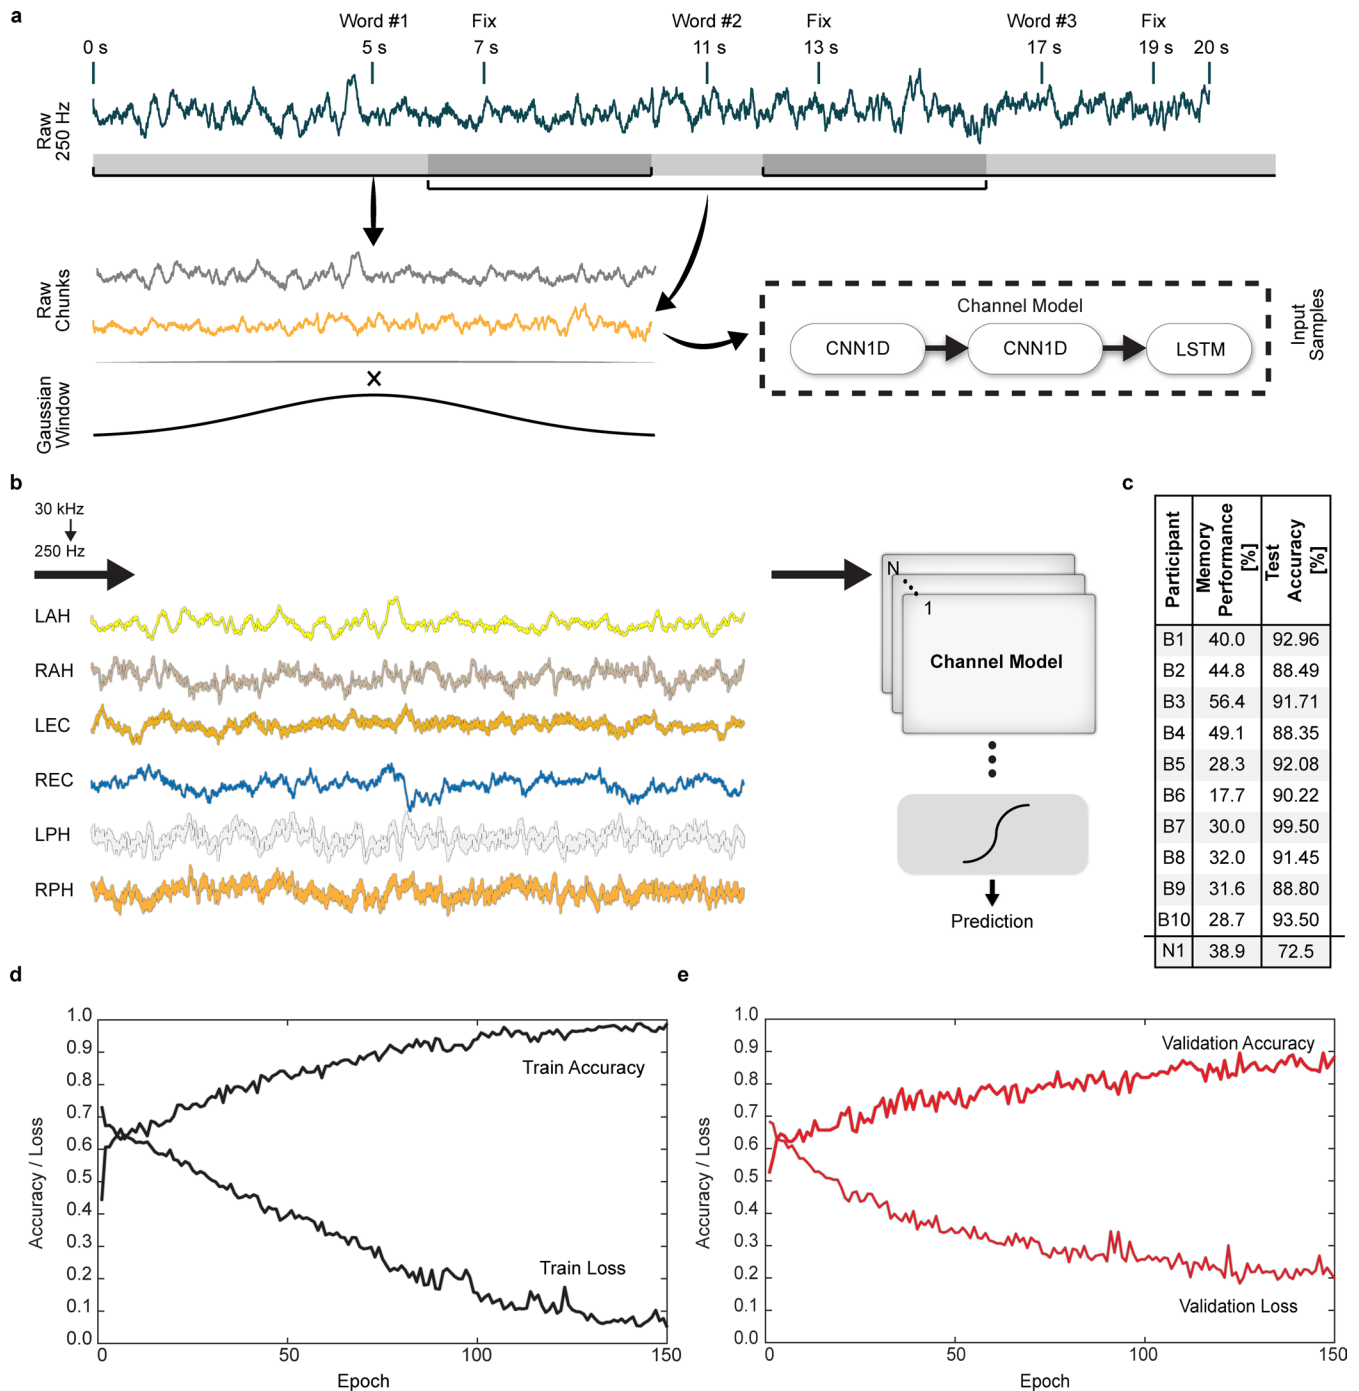 a
Word #1
Fix
Word #2
Fix
Word #3
Fix
0 s
5 s
7 s
11 s
13 s
17 s
19 s
20 s
Raw
250 Hz
Raw
Chunks
Gaussian
Window
Channel Model
CNN1D
CNN1D
LSTM
Input
Samples
b
30 kHz
250 Hz
LAH
RAH
LEC
REC
LPH
RPH
N
1
Channel Model
Prediction
c
Participant
Memory
Performance
[%]
Test
Accuracy
[%]
B1 40.0 92.96
B2 44.8 88.49
B3 56.4 91.71
B4 49.1 88.35
B5 28.3 92.08
B6 17.7 90.22
B7 30.0 99.50
B8 32.0 91.45
B9 31.6 88.80
B10 28.7 93.50
N1 38.9 72.5
d
Accuracy / Loss
1.0
0.9
0.8
0.7
0.6
0.5
0.4
0.3
0.2
0.1
0.0
Train Accuracy
Train Loss
0
50
100
150
Epoch
e
Accuracy / Loss
1.0
0.9
0.8
0.7
0.6
0.5
0.4
0.3
0.2
0.1
0.0
Validation Accuracy
Validation Loss
0
50
100
150
Epoch